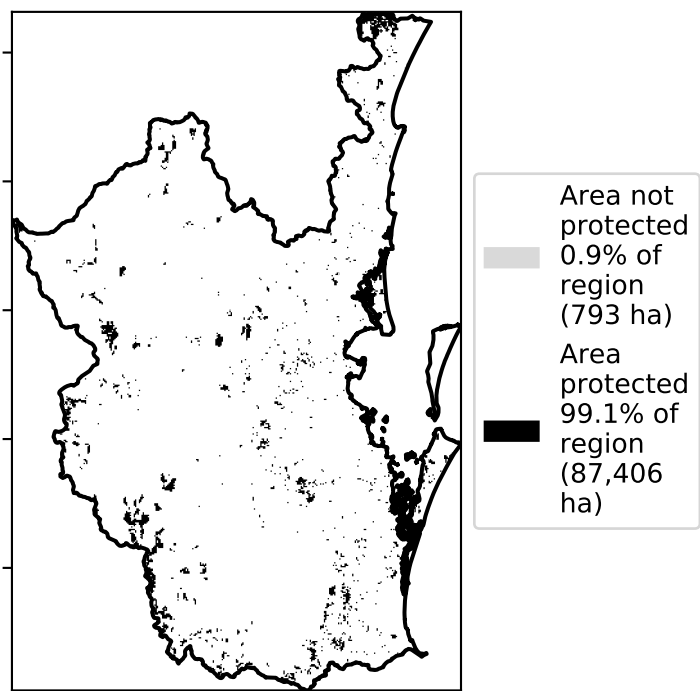 Area not
protected
0.9% of
region
(793 ha)
Area
protected
99.1% of
region
(87,406
ha)